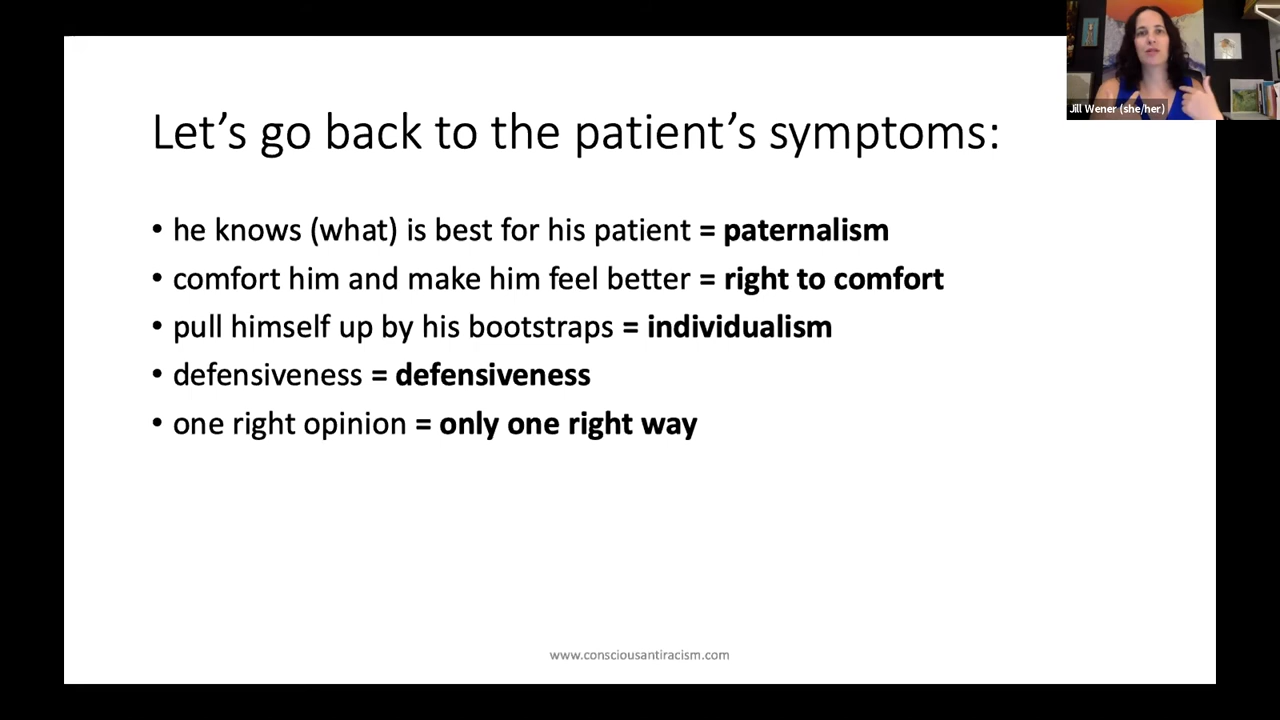 Jill Wener (she/her)
Let's go back to the patient's symptoms:
• he knows (what) is best for his patient = paternalism
• comfort him and make him feel better = right to comfort
• pull himself up by his bootstraps = individualism
• defensiveness = defensiveness
• one right opinion = only one right way
www.consciousantiracism.com